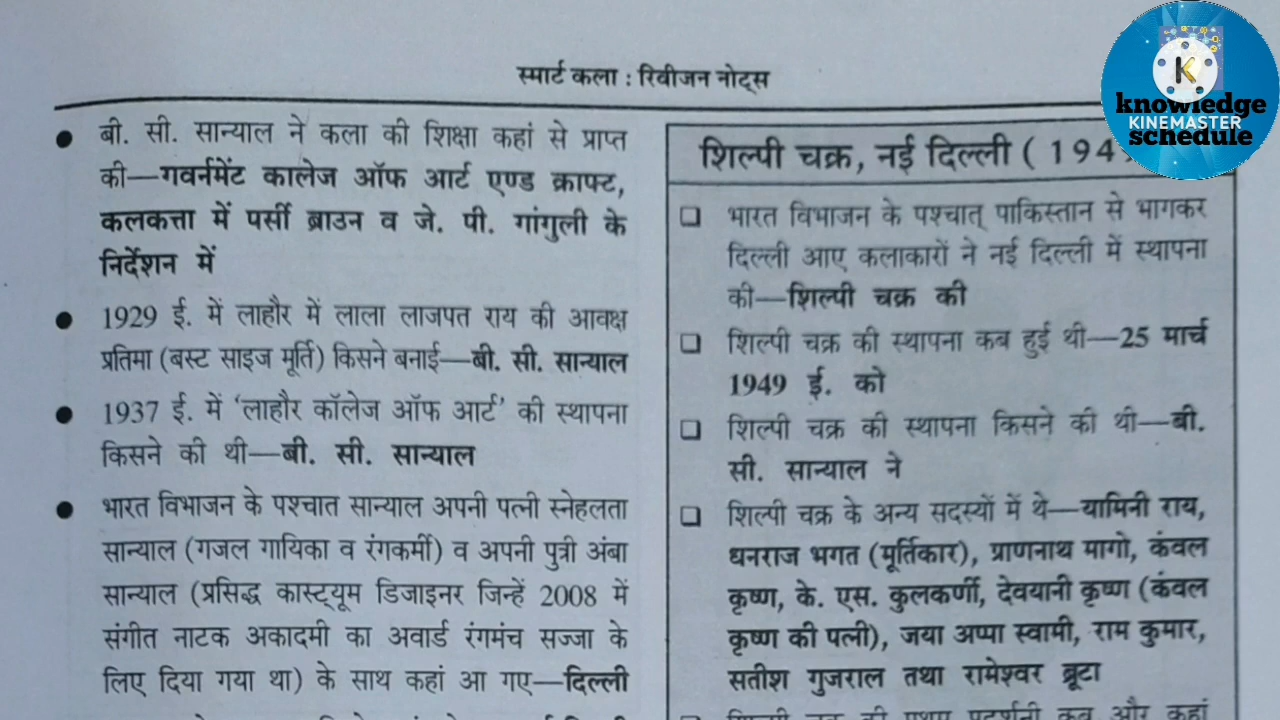 स्मार्ट कला : रिवीजन नोट्स
knowledge
KINEMASTER
schedule
● बी. सी. सान्याल ने कला की शिक्षा कहां से प्राप्त
की—गवर्नमेंट कालेज ऑफ आर्ट एण्ड क्राफ्ट,
कलकत्ता में पर्सी ब्राउन व जे. पी. गांगुली के
निर्देशन में
● 1929 ई. में लाहौर में लाला लाजपत राय की आवक्ष
प्रतिमा (बस्ट साइज मूर्ति) किसने बनाई—बी. सी. सान्याल
● 1937 ई. में ‘लाहौर कॉलेज ऑफ आर्ट’ की स्थापना
किसने की थी—बी. सी. सान्याल
● भारत विभाजन के पश्चात सान्याल अपनी पत्नी स्नेहलता
सान्याल (गजल गायिका व रंगकर्मी) व अपनी पुत्री अंबा
सान्याल (प्रसिद्ध कास्ट्यूम डिजाइनर जिन्हें 2008 में
संगीत नाटक अकादमी का अवार्ड रंगमंच सज्जा के
लिए दिया गया था) के साथ कहां आ गए—दिल्ली
शिल्पी चक्र, नई दिल्ली ( 194
❑ भारत विभाजन के पश्चात् पाकिस्तान से भागकर
दिल्ली आए कलाकारों ने नई दिल्ली में स्थापना
की—शिल्पी चक्र की
❑ शिल्पी चक्र की स्थापना कब हुई थी—25 मार्च
1949 ई. को
❑ शिल्पी चक्र की स्थापना किसने की थी—बी.
सी. सान्याल ने
❑ शिल्पी चक्र के अन्य सदस्यों में थे—यामिनी राय,
धनराज भगत (मूर्तिकार), प्राणनाथ मागो, कंवल
कृष्ण, के. एस. कुलकर्णी, देवयानी कृष्ण (कंवल
कृष्ण की पत्नी), जया अप्पा स्वामी, राम कुमार,
सतीश गुजराल तथा रामेश्वर ब्रूटा